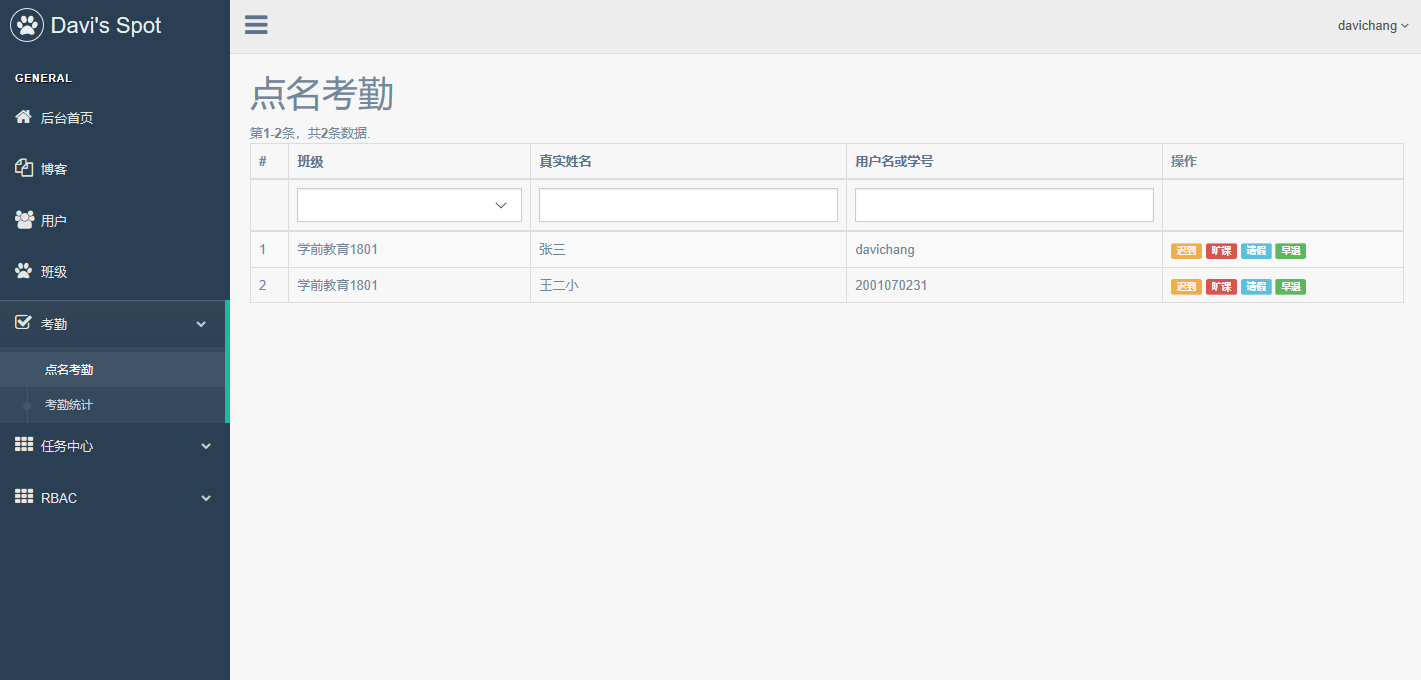 Davi's Spot
davichang
GENERAL
后台首页
博客
用户
班级
考勤
点名考勤
考勤统计
任务中心
RBAC
点名考勤
第1-2条，共2条数据.
# 班级 真实姓名 用户名或学号 操作
1 学前教育1801 张三 davichang 迟到 旷课 请假 早退
2 学前教育1801 王二小 2001070231 迟到 旷课 请假 早退